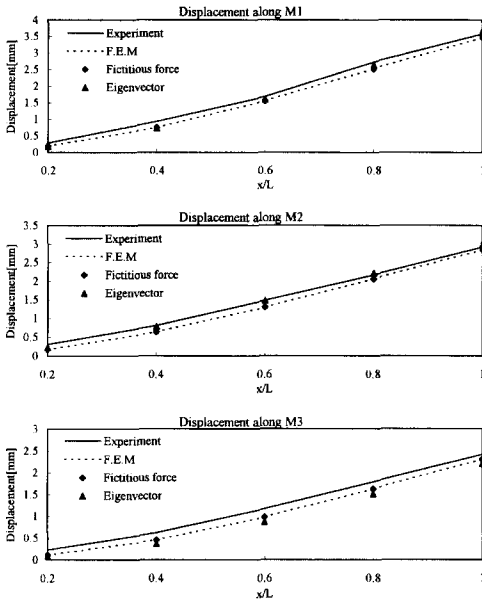 Displacement along M1
Displacement[mm]
4
3.5
3
2.5
2
1.5
1
0.5
0
Experiment
F.E.M
Fictitious force
Eigenvector
0.2
0.4
0.6
0.8
1
x/L
Displacement along M2
Displacement[mm]
3.5
3
2.5
2
1.5
1
0.5
0
Experiment
F.E.M
Fictitious force
Eigenvector
0.2
0.4
0.6
0.8
1
x/L
Displacement along M3
Displacement[mm]
3
2.5
2
1.5
1
0.5
0
Experiment
F.E.M
Fictitious force
Eigenvector
0.2
0.4
0.6
0.8
1
x/L